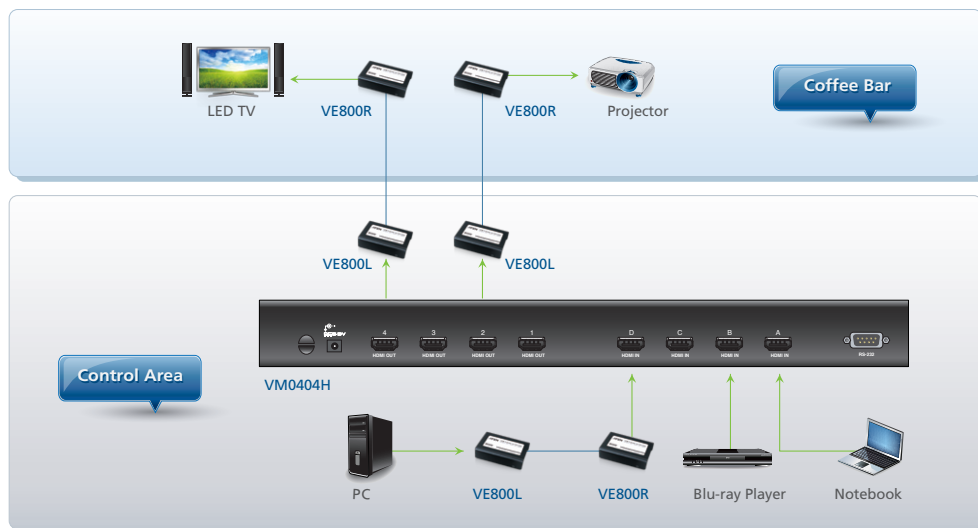 LED TV
VE800R
VE800R
Projector
Coffee Bar
VE800L
VE800L
4
3
2
1
D
C
B
A
HDMI OUT
HDMI OUT
HDMI OUT
HDMI OUT
HDMI IN
HDMI IN
HDMI IN
HDMI IN
RS-232
Control Area
VM0404H
PC
VE800L
VE800R
Blu-ray Player
Notebook